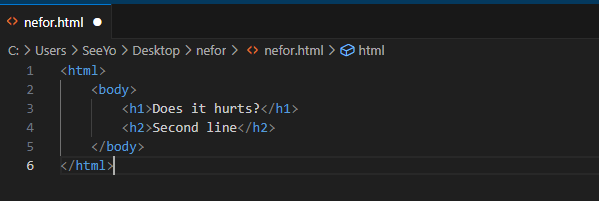 nefor.html
C: > Users > SeeYo > Desktop > nefor > nefor.html > html
1 <html>
2     <body>
3         <h1>Does it hurts?</h1>
4         <h2>Second line</h2>
5     </body>
6 </html>